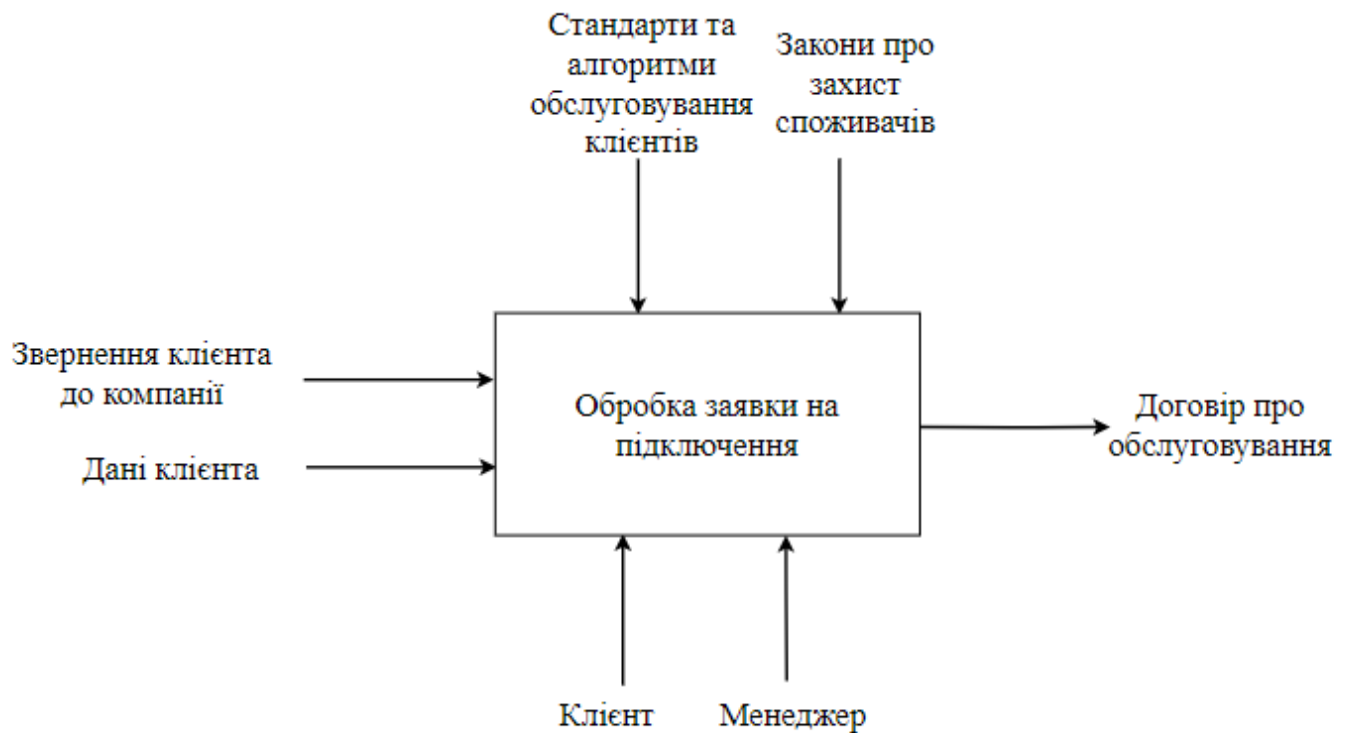 Стандарти та
алгоритми
обслуговування
клієнтів
Закони про
захист
споживачів
Звернення клієнта
до компанії
Дані клієнта
Обробка заявки на
підключення
Договір про
обслуговування
Клієнт
Менеджер